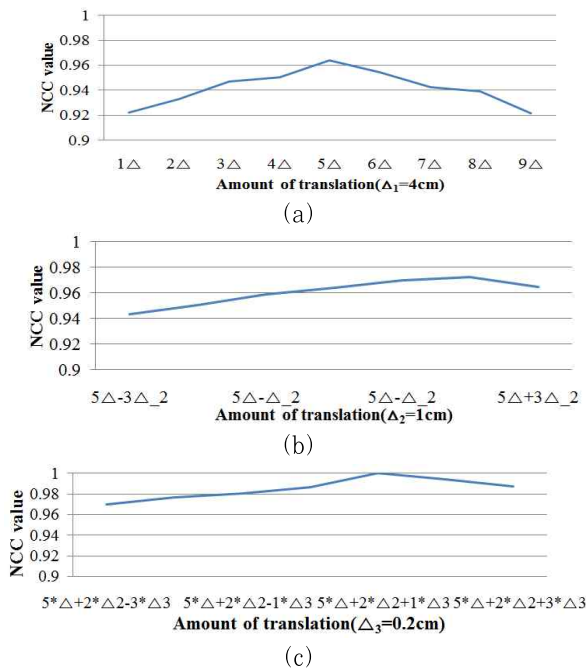 NCC value
1
0.98
0.96
0.94
0.92
0.9
1△ 2△ 3△ 4△ 5△ 6△ 7△ 8△ 9△
Amount of translation(△₁=4cm)
(a)
NCC value
1
0.98
0.96
0.94
0.92
0.9
5△-3△_2 5△-△_2 5△-△_2 5△+3△_2
Amount of translation(△₂=1cm)
(b)
NCC value
1
0.98
0.96
0.94
0.92
0.9
5*△+2*△2-3*△3 5*△+2*△2-1*△3 5*△+2*△2+1*△3 5*△+2*△2+3*△3
Amount of translation(△₃=0.2cm)
(c)